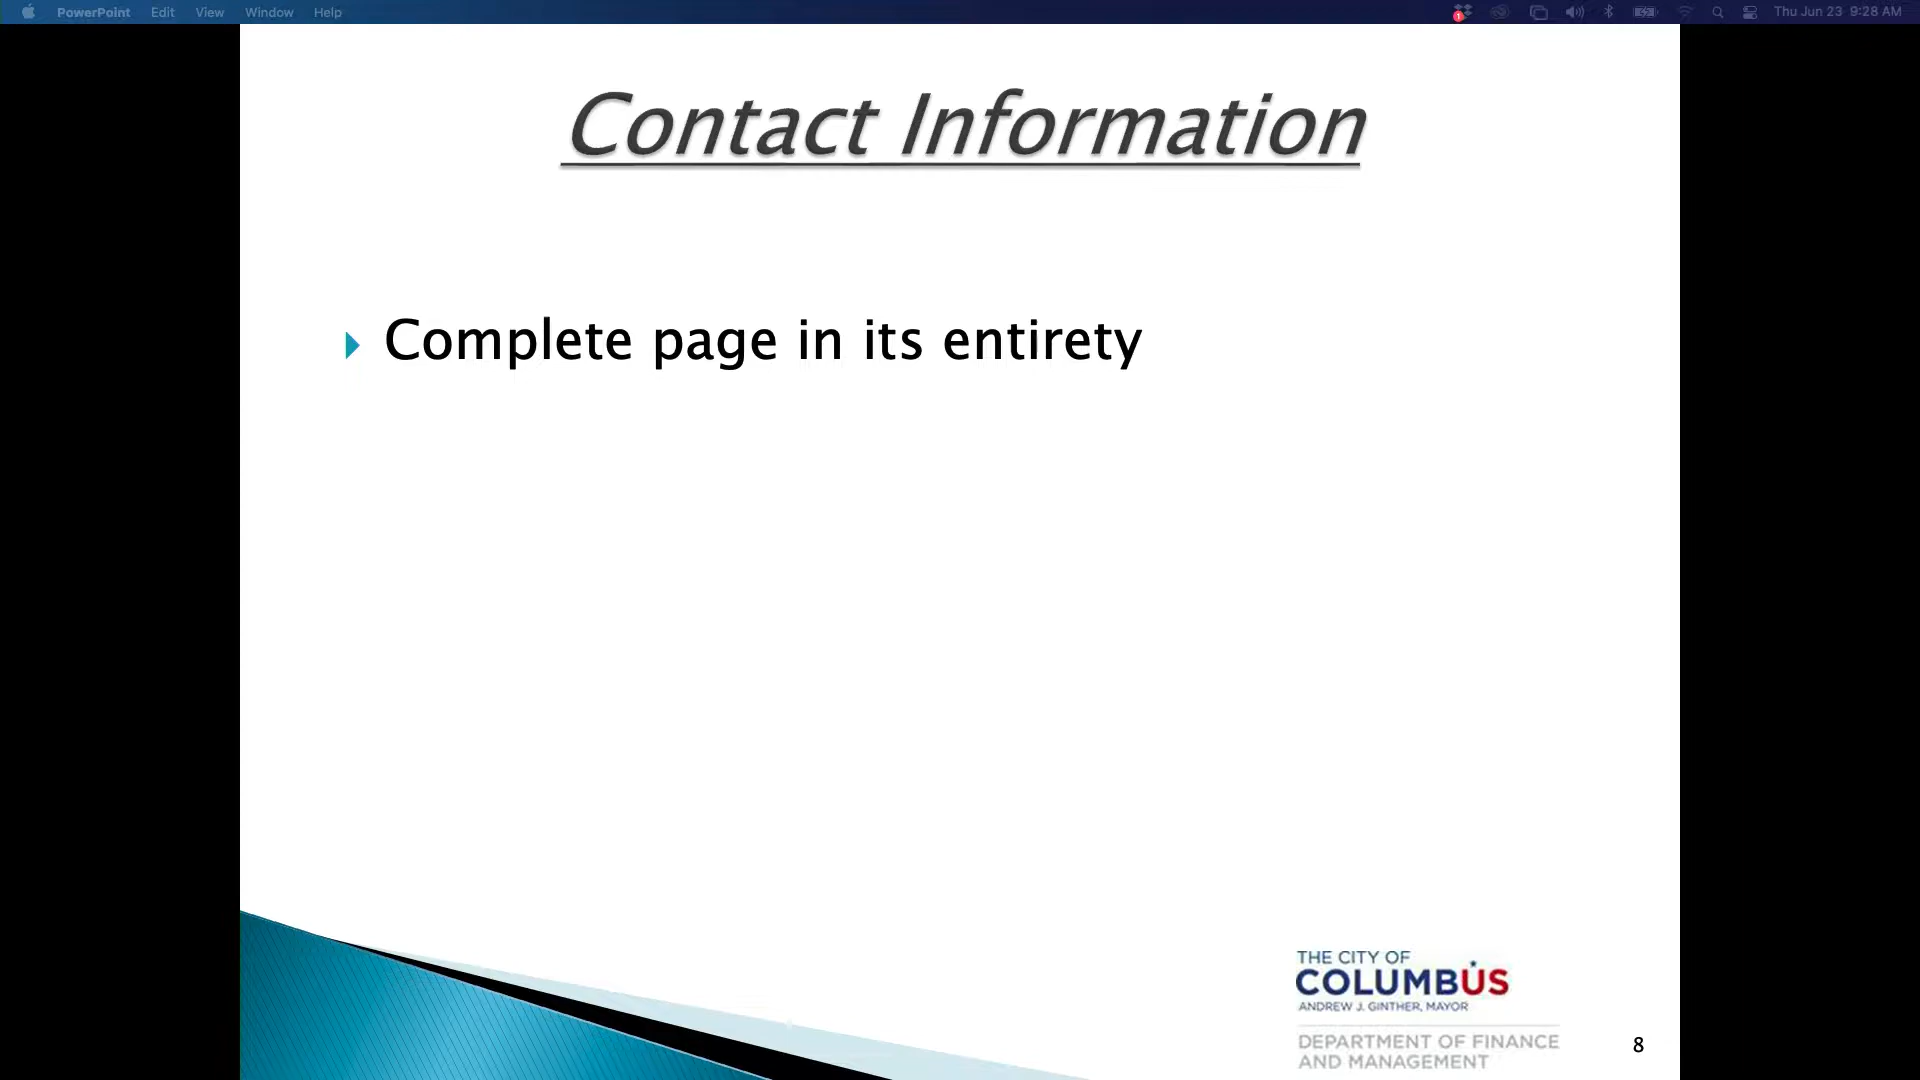 PowerPoint Edit View Window Help 1 Thu Jun 23 9:28 AM
Contact Information
Complete page in its entirety
THE CITY OF
COLUMBUS
ANDREW J. GINTHER, MAYOR
DEPARTMENT OF FINANCE
AND MANAGEMENT
8